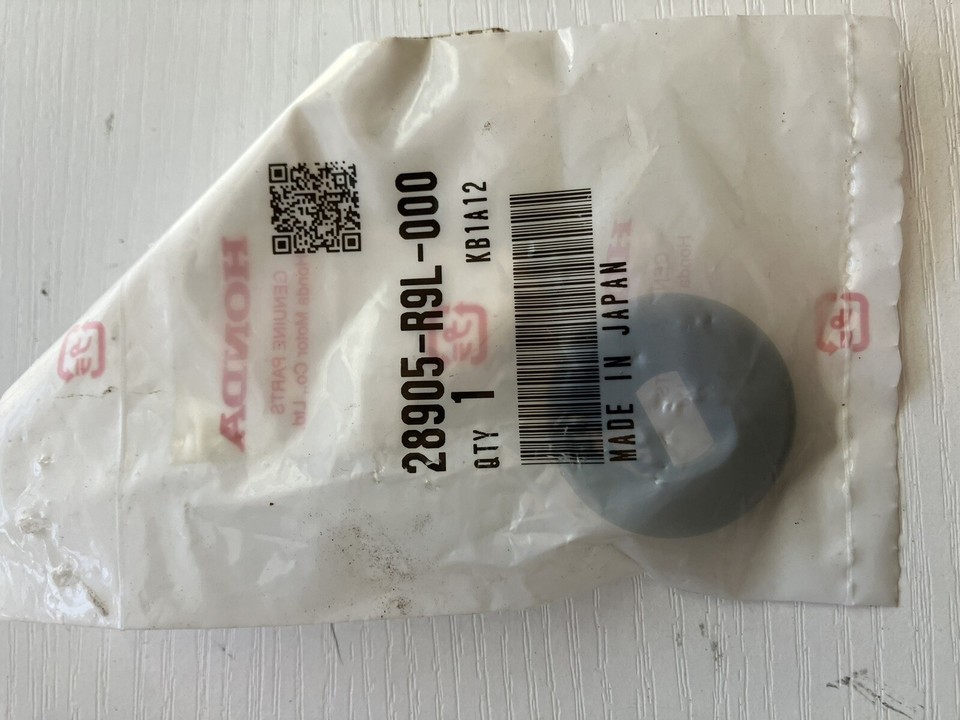 28905-R9L-000
QTY 1
KB1A12
MADE IN JAPAN
HONDA
Honda Motor Co., Ltd
GENUINE PARTS